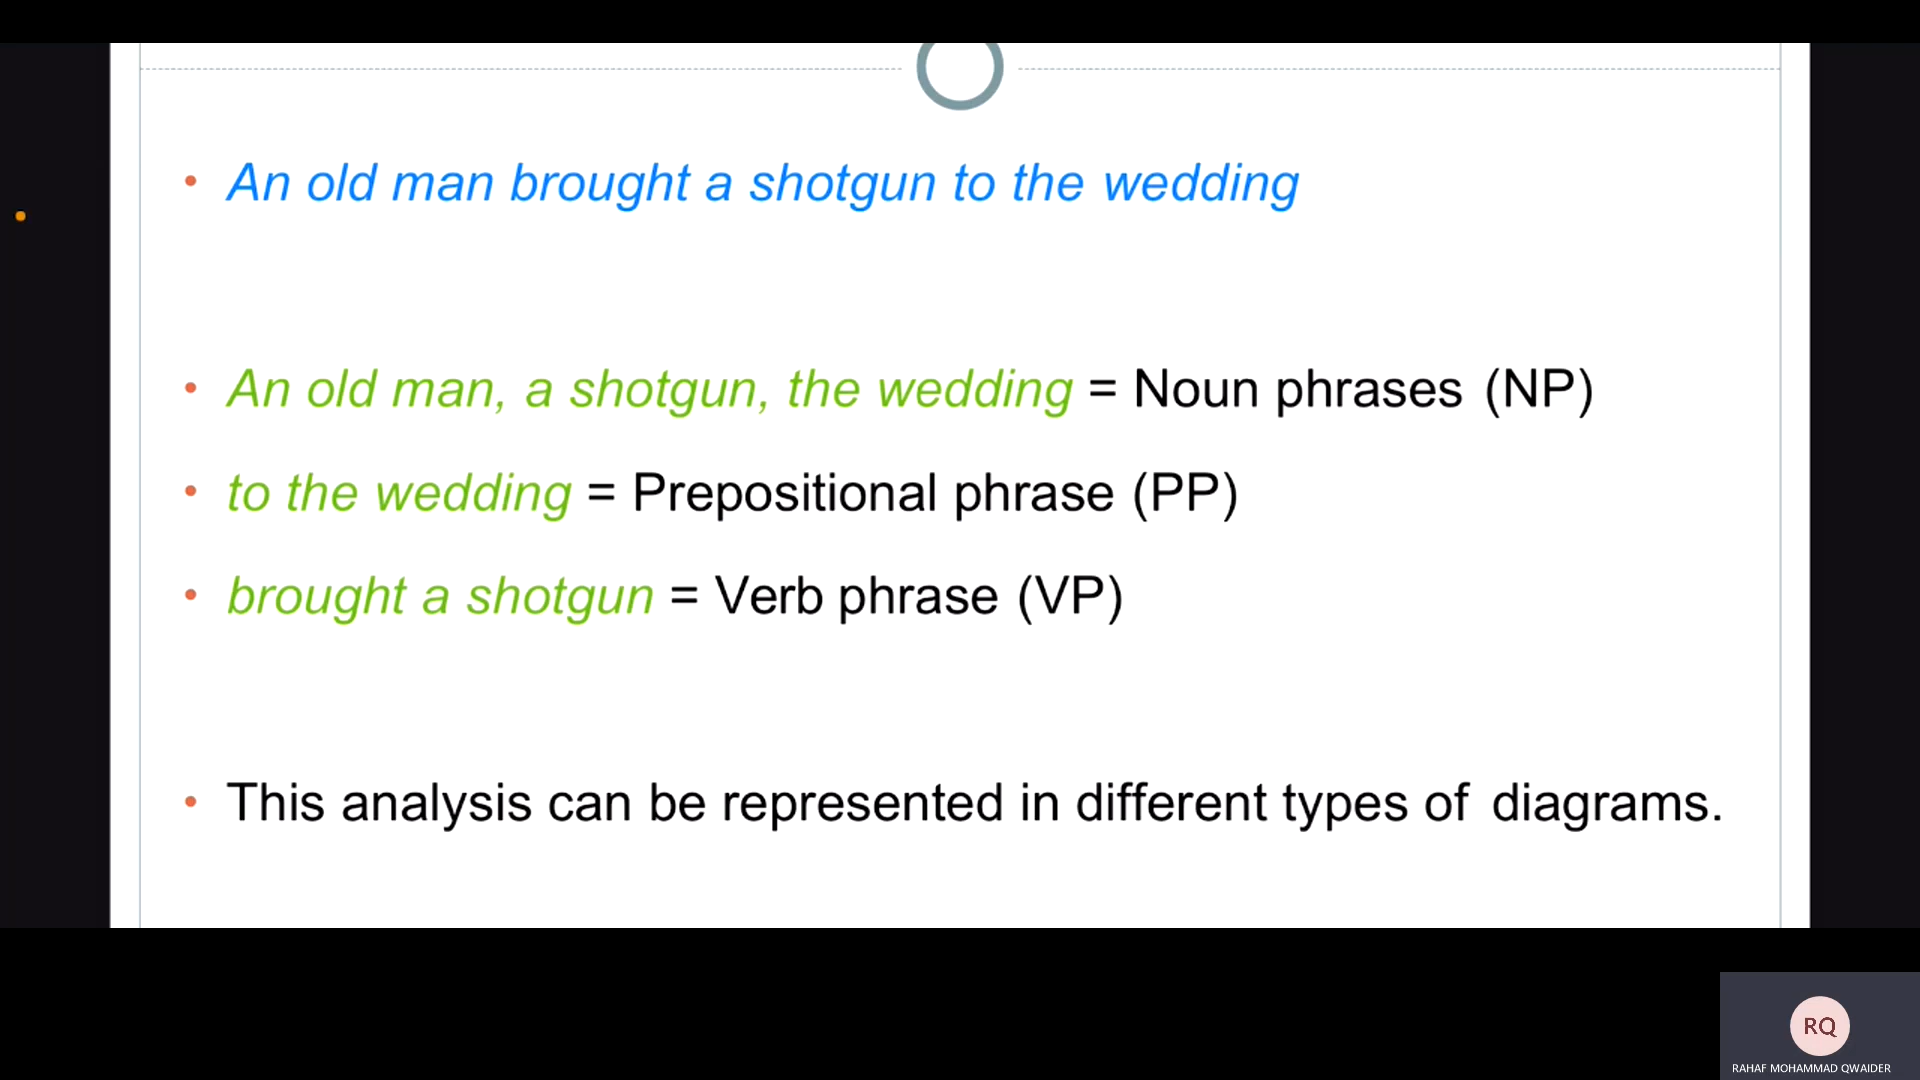 • An old man brought a shotgun to the wedding
• An old man, a shotgun, the wedding = Noun phrases (NP)
• to the wedding = Prepositional phrase (PP)
• brought a shotgun = Verb phrase (VP)
• This analysis can be represented in different types of diagrams.
RQ
RAHAF MOHAMMAD QWAIDER